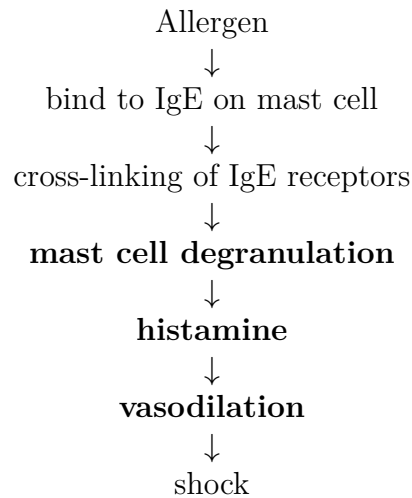 Allergen
↓
bind to IgE on mast cell
↓
cross-linking of IgE receptors
↓
mast cell degranulation
↓
histamine
↓
vasodilation
↓
shock